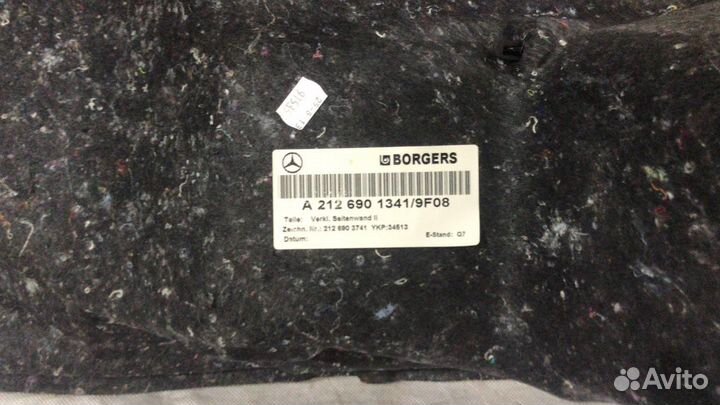 BORGERS
A 212 690 1341/9F08
Teile: Verkl. Seitenwand li
Zeichn. Nr.: 212 690 3741 YKP:34513
Datum: E-Stand: Q7
Avito